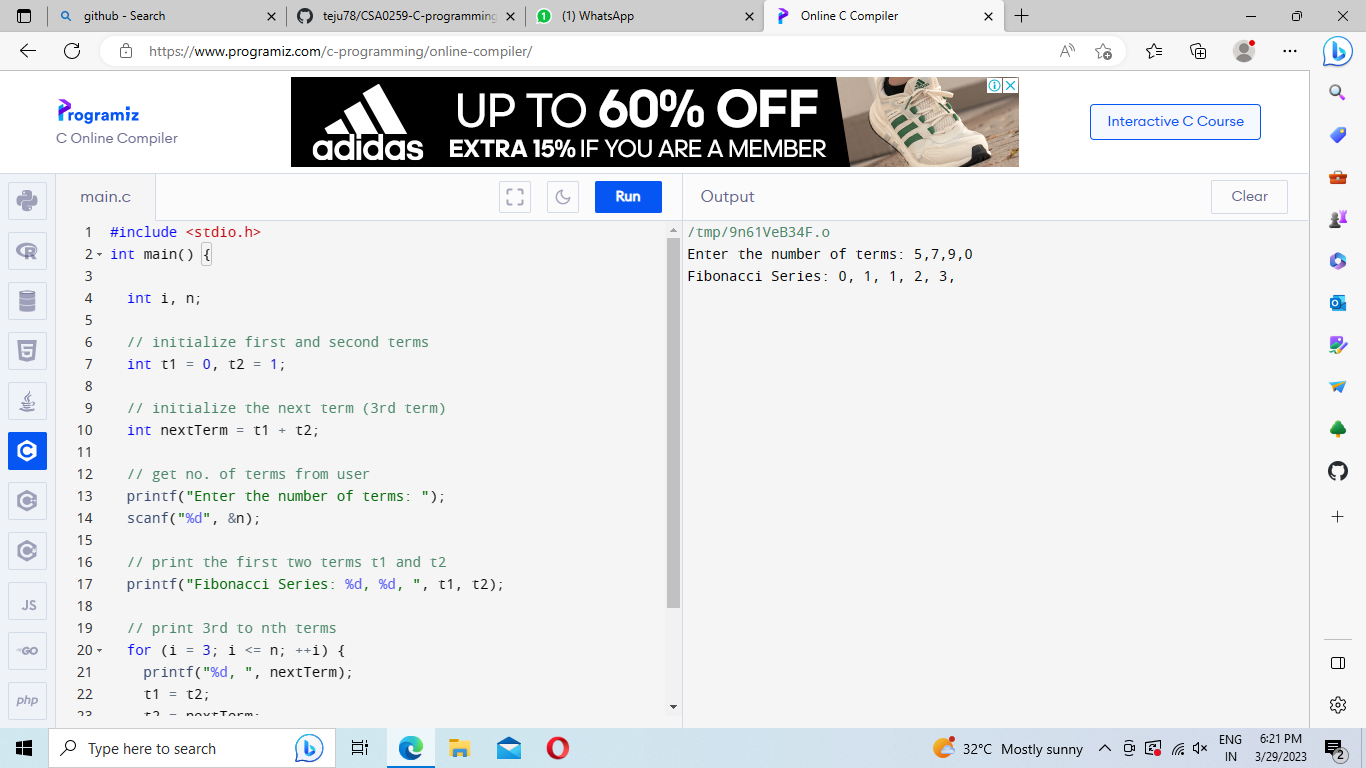 github - Search
teju78/CSA0259-C-programming
(1) WhatsApp
Online C Compiler
https://www.programiz.com/c-programming/online-compiler/
Programiz
C Online Compiler
adidas
UP TO 60% OFF
EXTRA 15% IF YOU ARE A MEMBER
Interactive C Course
main.c
Run
Output
Clear
1 #include <stdio.h>
2 int main() {
3
4 int i, n;
5
6 // initialize first and second terms
7 int t1 = 0, t2 = 1;
8
9 // initialize the next term (3rd term)
10 int nextTerm = t1 + t2;
11
12 // get no. of terms from user
13 printf("Enter the number of terms: ");
14 scanf("%d", &n);
15
16 // print the first two terms t1 and t2
17 printf("Fibonacci Series: %d, %d, ", t1, t2);
18
19 // print 3rd to nth terms
20 for (i = 3; i <= n; ++i) {
21 printf("%d, ", nextTerm);
22 t1 = t2;
23 t2 = nextTerm;
/tmp/9n61VeB34F.o
Enter the number of terms: 5,7,9,0
Fibonacci Series: 0, 1, 1, 2, 3,
JS
GO
php
Type here to search
32°C Mostly sunny
ENG
IN
6:21 PM
3/29/2023
2